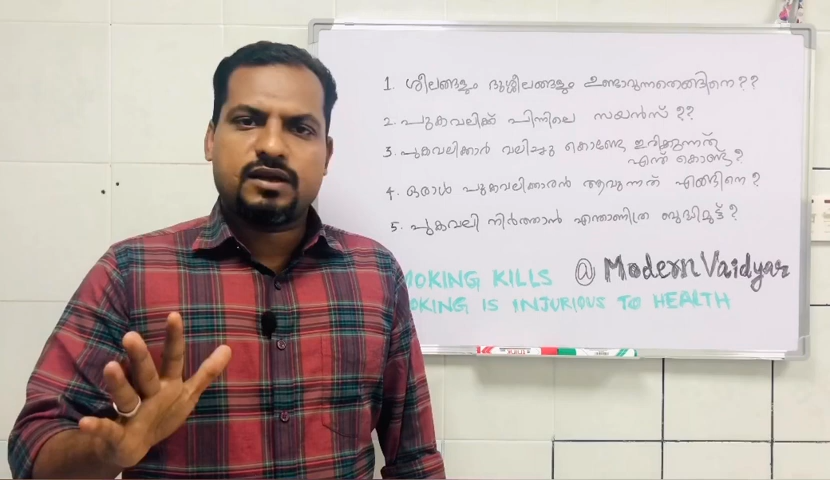 1. ശീലങ്ങളും ദുശ്ശീലങ്ങളും ഉണ്ടാവുന്നതെങ്ങിനെ??
2. പുകവലിക്ക് പിന്നിലെ സയൻസ് ??
3. പുകവലിക്കാർ വലിച്ചു കൊണ്ടേ ഇരിക്കുന്നത്
എന്ത് കൊണ്ട്?
4. ഒരാൾ പുകവലിക്കാരൻ ആവുന്നത് എങ്ങിനെ?
5. പുകവലി നിർത്താൻ എന്താണിത്ര ബുദ്ധിമുട്ട്?
MOKING KILLS @ModernVaidyar
OKING IS INJURIOUS TO HEALTH